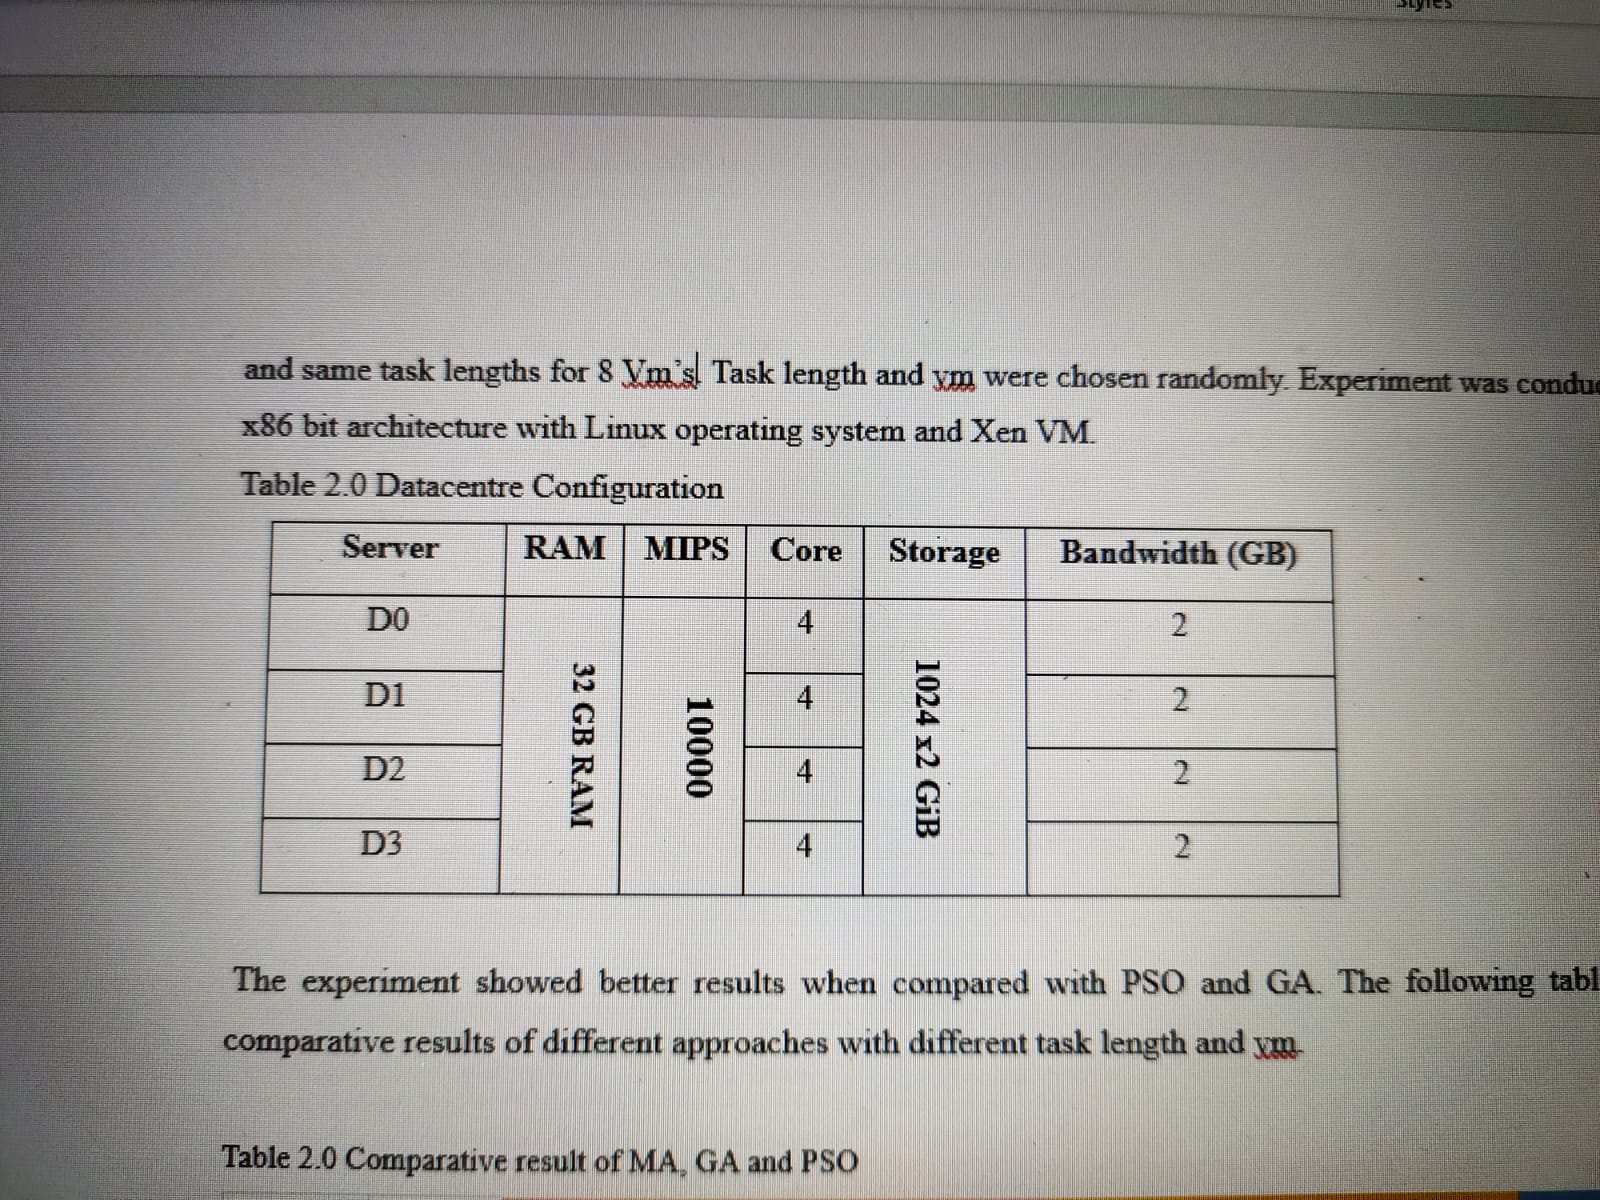 Styles
and same task lengths for 8 Vm's Task length and vm were chosen randomly. Experiment was
x86 bit architecture with Linux operating system and Xen VM.
Table 2.0 Datacentre Configuration
Server RAM MIPS Core Storage Bandwidth (GB)
D0 4 2
D1 4 2
D2 4 2
D3 4 2
32 GB RAM
10000
1024 x2 GiB
The experiment showed better results when compared with PSO and GA. The following
comparative results of different approaches with different task length and vm.
Table 2.0 Comparative result of MA, GA and PSO